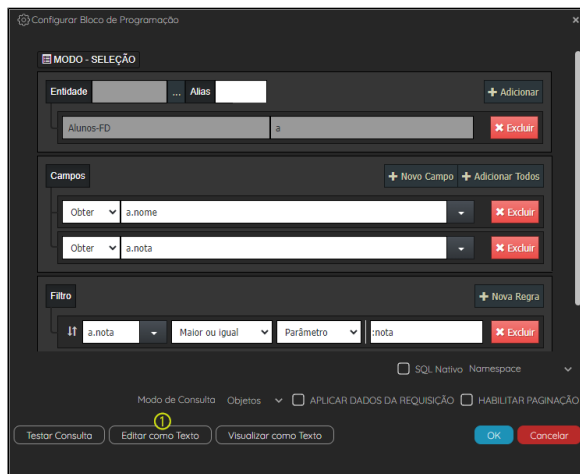 Configurar Bloco de Programação ×
MODO - SELEÇÃO
Entidade ... Alias + Adicionar
Alunos-FD a ✖ Excluir
Campos + Novo Campo + Adicionar Todos
Obter a.nome ✖ Excluir
Obter a.nota ✖ Excluir
Filtro + Nova Regra
a.nota Maior ou igual Parâmetro :nota ✖ Excluir
SQL Nativo Namespace
Modo de Consulta Objetos APLICAR DADOS DA REQUISIÇÃO HABILITAR PAGINAÇÃO
1
Testar Consulta Editar como Texto Visualizar como Texto OK Cancelar